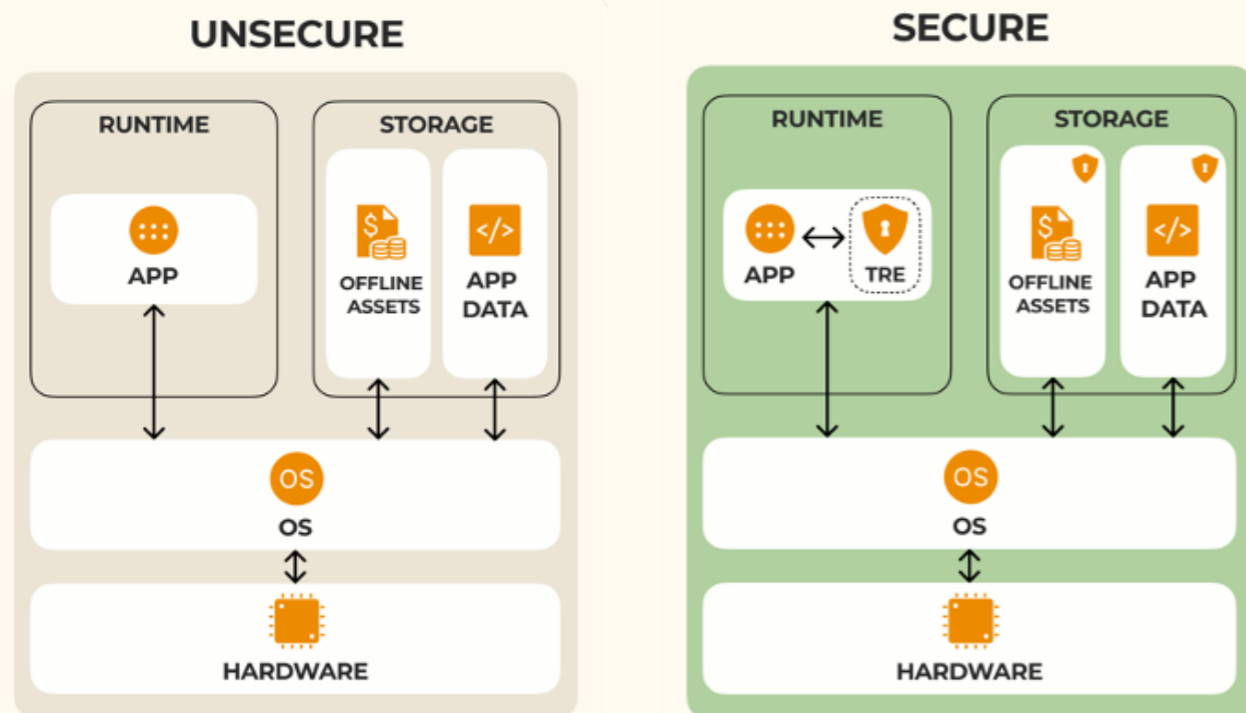 UNSECURE
RUNTIME
APP
STORAGE
$
OFFLINE
ASSETS
</>
APP
DATA
OS
OS
HARDWARE
SECURE
RUNTIME
APP
TRE
STORAGE
$
OFFLINE
ASSETS
</>
APP
DATA
OS
OS
HARDWARE